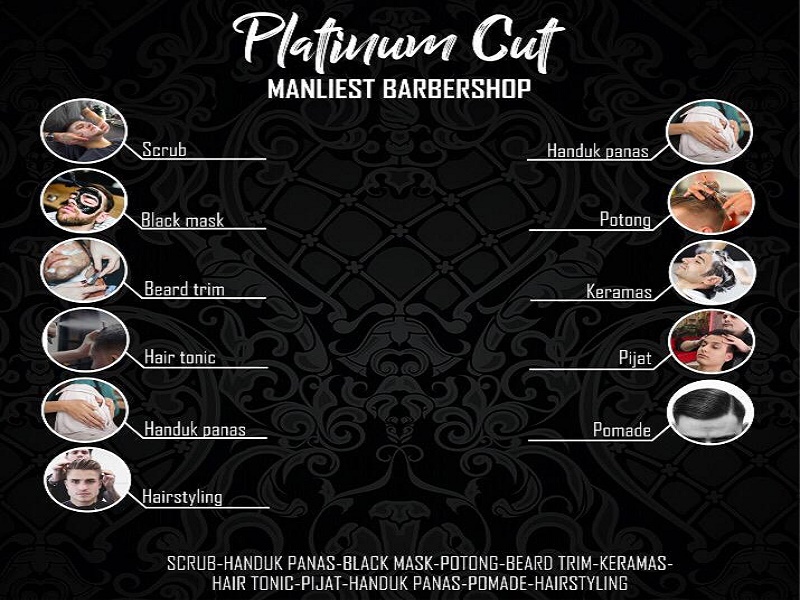 Platinum Cut
MANLIEST BARBERSHOP
Scrub
Handuk panas
Black mask
Potong
Beard trim
Keramas
Hair tonic
Pijat
Handuk panas
Pomade
Hairstyling
SCRUB-HANDUK PANAS-BLACK MASK-POTONG-BEARD TRIM-KERAMAS-
HAIR TONIC-PIJAT-HANDUK PANAS-POMADE-HAIRSTYLING